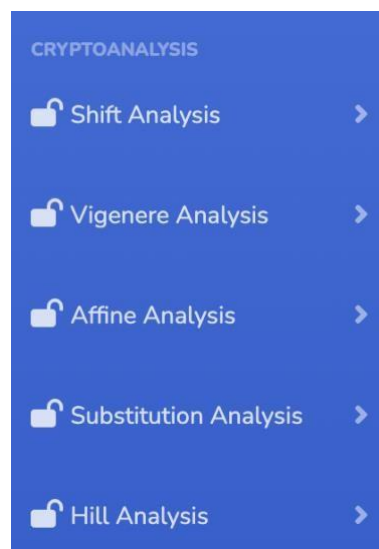 CRYPTOANALYSIS
Shift Analysis
Vigenere Analysis
Affine Analysis
Substitution Analysis
Hill Analysis